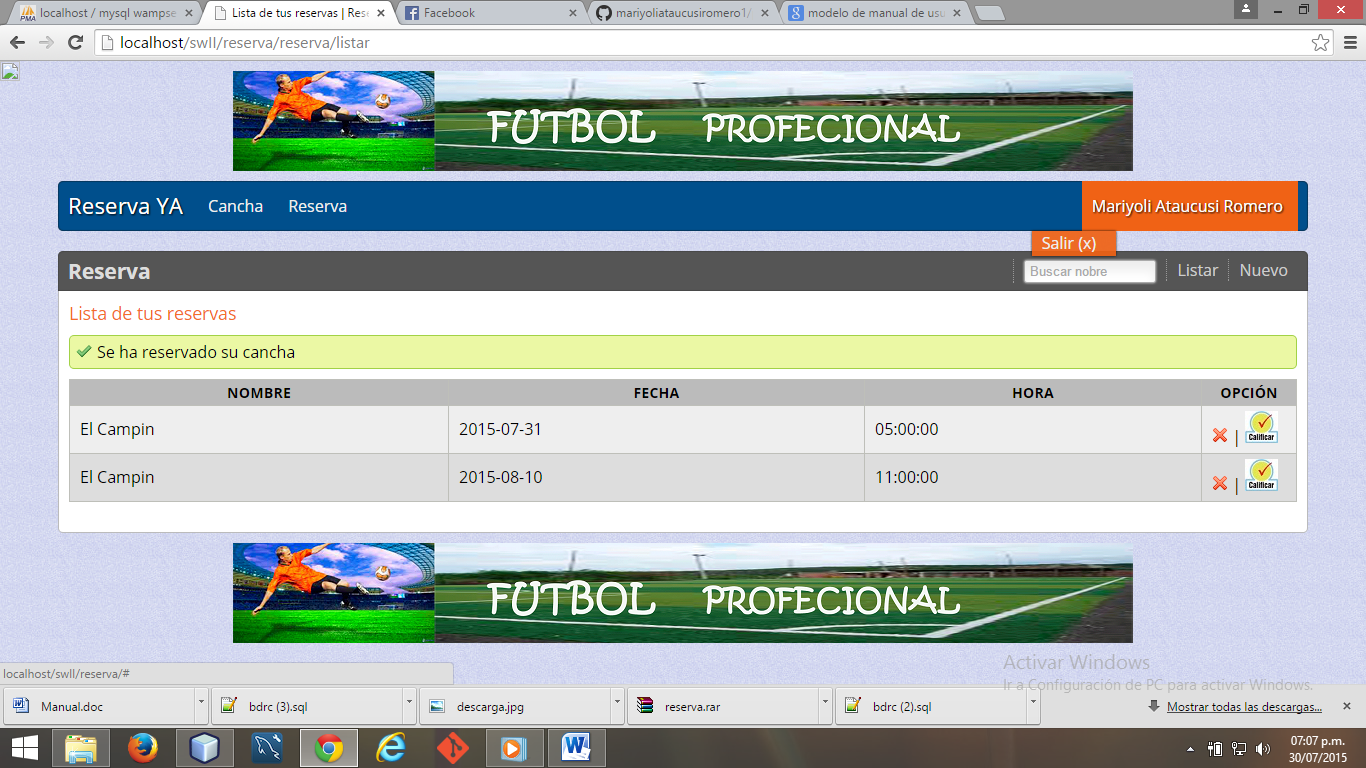 localhost / mysql wampse
Lista de tus reservas | Rese
Facebook
mariyoliataucusiromero1/
modelo de manual de usu
localhost/swll/reserva/reserva/listar
FUTBOL PROFECIONAL
Reserva YA Cancha Reserva Mariyoli Ataucusi Romero
Salir (x)
Reserva Buscar nobre Listar Nuevo
Lista de tus reservas
Se ha reservado su cancha
NOMBRE FECHA HORA OPCIÓN
El Campin 2015-07-31 05:00:00 | Calificar
El Campin 2015-08-10 11:00:00 | Calificar
FUTBOL PROFECIONAL
Activar Windows
Ir a Configuración de PC para activar Windows.
localhost/swll/reserva/#
Manual.doc bdrc (3).sql descarga.jpg reserva.rar bdrc (2).sql Mostrar todas las descargas...
07:07 p.m.
30/07/2015